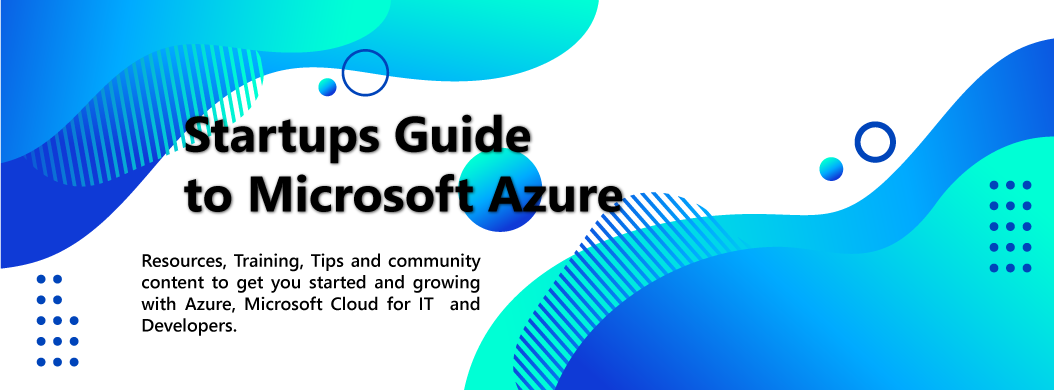 Startups Guide
to Microsoft Azure
Resources, Training, Tips and community
content to get you started and growing
with Azure, Microsoft Cloud for IT and
Developers.